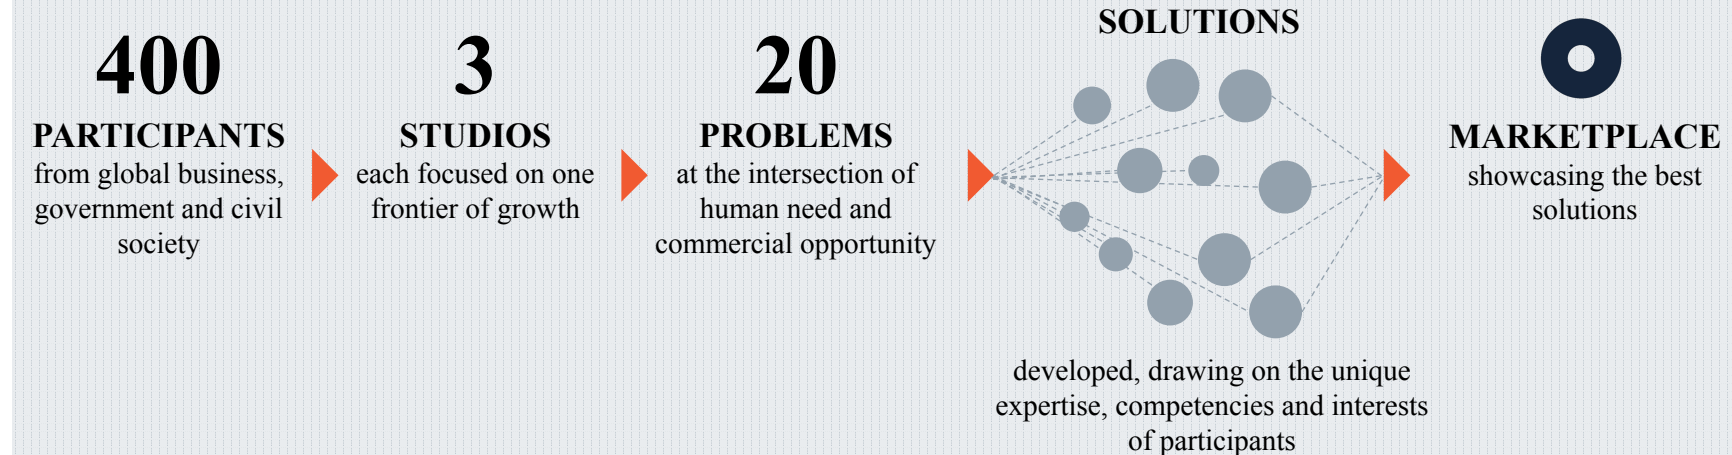 400
PARTICIPANTS
from global business,
government and civil
society
3
STUDIOS
each focused on one
frontier of growth
20
PROBLEMS
at the intersection of
human need and
commercial opportunity
SOLUTIONS
developed, drawing on the unique
expertise, competencies and interests
of participants
MARKETPLACE
showcasing the best
solutions